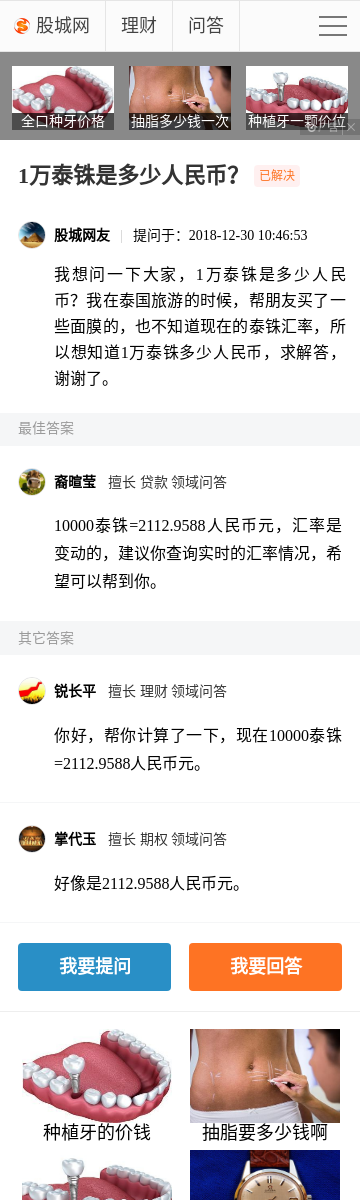 股城网 理财 问答
全口种牙价格 抽脂多少钱一次 种植牙一颗价位
1万泰铢是多少人民币？ 已解决
股城网友 提问于：2018-12-30 10:46:53
我想问一下大家，1万泰铢是多少人民
币？我在泰国旅游的时候，帮朋友买了一
些面膜的，也不知道现在的泰铢汇率，所
以想知道1万泰铢多少人民币，求解答，
谢谢了。
最佳答案
裔暄莹 擅长 贷款 领域问答
10000泰铢=2112.9588人民币元，汇率是
变动的，建议你查询实时的汇率情况，希
望可以帮到你。
其它答案
锐长平 擅长 理财 领域问答
你好，帮你计算了一下，现在10000泰铢
=2112.9588人民币元。
掌代玉 擅长 期权 领域问答
好像是2112.9588人民币元。
我要提问 我要回答
种植牙的价钱 抽脂要多少钱啊